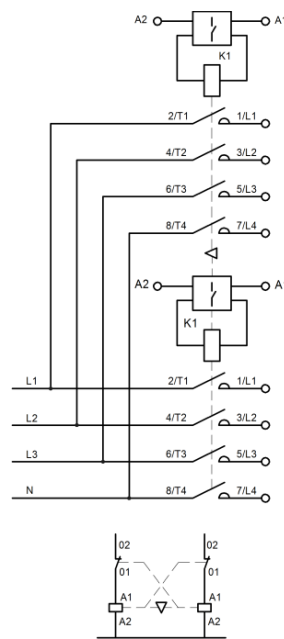 A2 A1
K1
2/T1 1/L1
4/T2 3/L2
6/T3 5/L3
8/T4 7/L4
A2 A
K1
L1 2/T1 1/L1
L2 4/T2 3/L2
L3 6/T3 5/L3
N 8/T4 7/L4
02 02
01 01
A1 A1
A2 A2